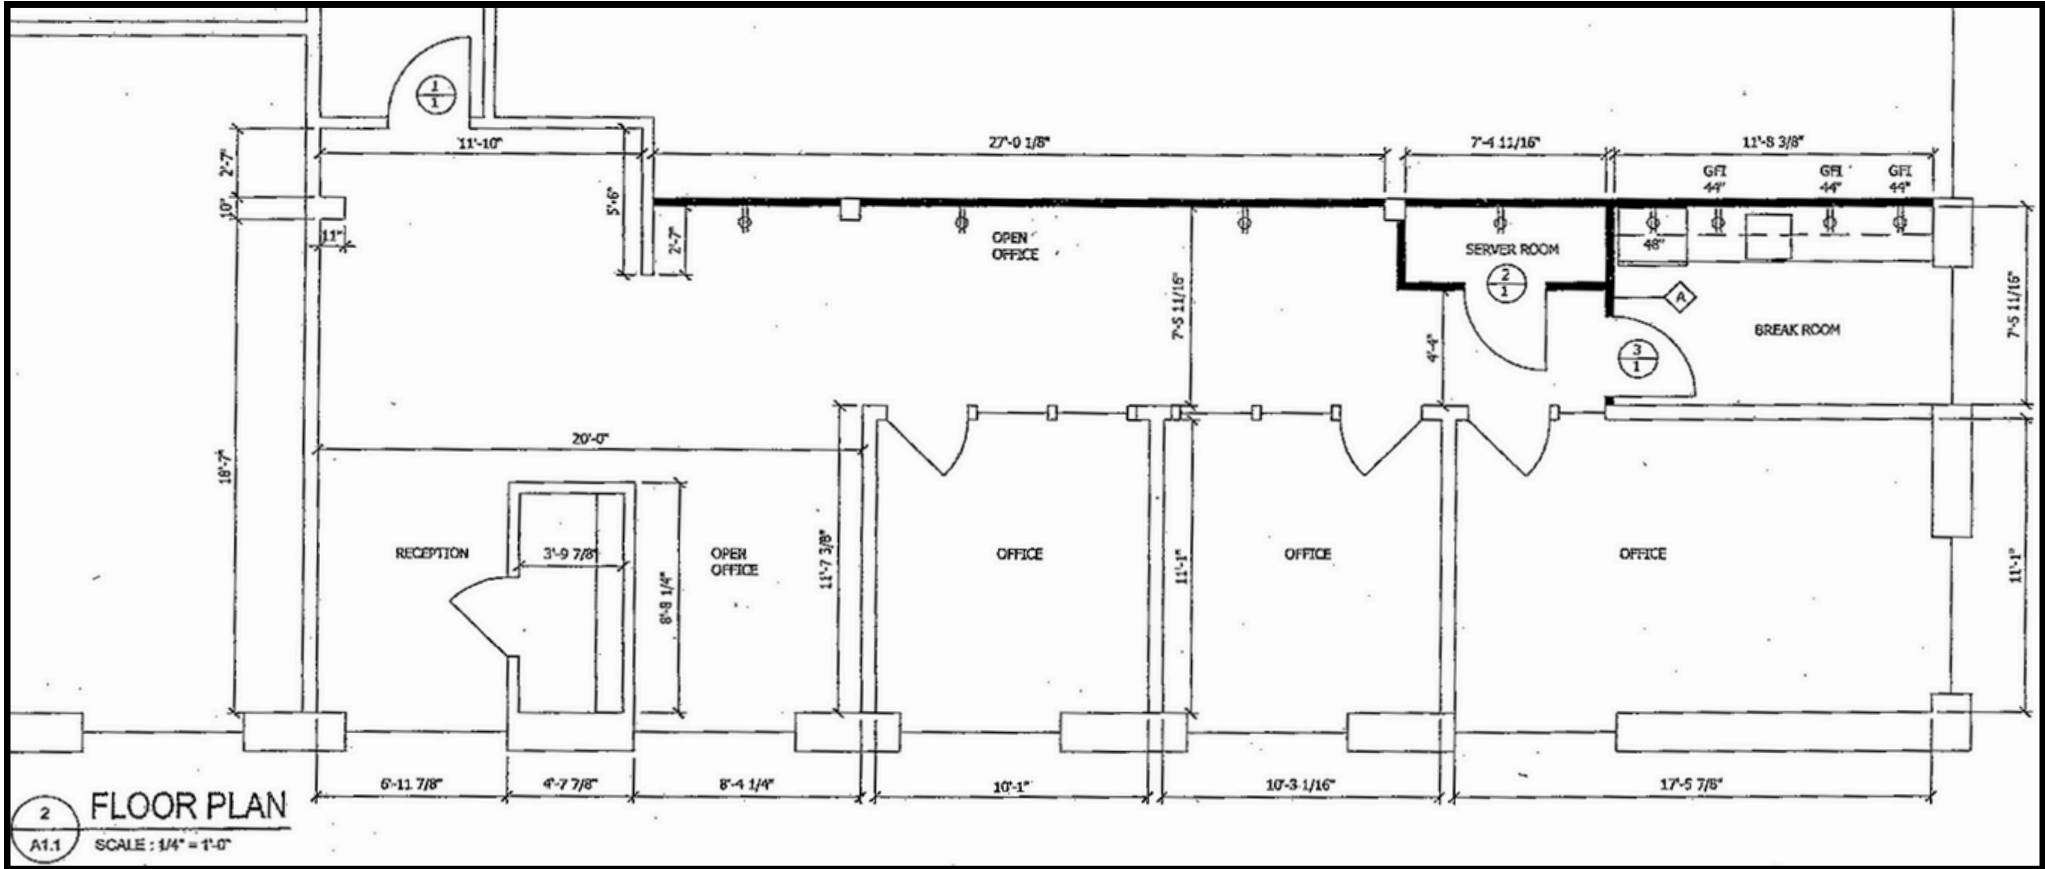 1
1
11'-10"
27'-0 1/8"
7'-4 11/16"
11'-8 3/8"
2'-7"
10"
11"
5'-6"
2'-7"
GFI
44"
GFI
44"
GFI
44"
48"
OPEN
OFFICE
SERVER ROOM
2
1
A
BREAK ROOM
3
1
7'-5 11/16"
4'-4"
7'-5 11/16"
20'-0"
18'-7"
RECEPTION
3'-9 7/8"
8'-8 1/4"
OPEN
OFFICE
11'-7 3/8"
OFFICE
11'-1"
OFFICE
OFFICE
11'-1"
6'-11 7/8"
4'-7 7/8"
8'-4 1/4"
10'-1"
10'-3 1/16"
17'-5 7/8"
2
A1.1
FLOOR PLAN
SCALE : 1/4" = 1'-0"